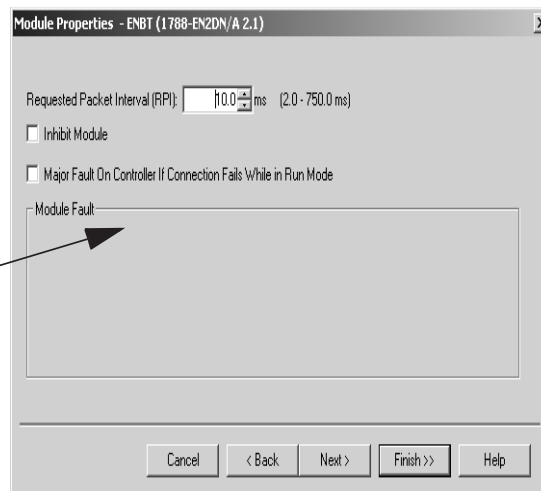 Module Properties - ENBT (1788-EN2DN/A 2.1)
Requested Packet Interval (RPI): 10.0 ms (2.0 - 750.0 ms)
Inhibit Module
Major Fault On Controller If Connection Fails While in Run Mode
Module Fault
Cancel < Back Next > Finish >> Help